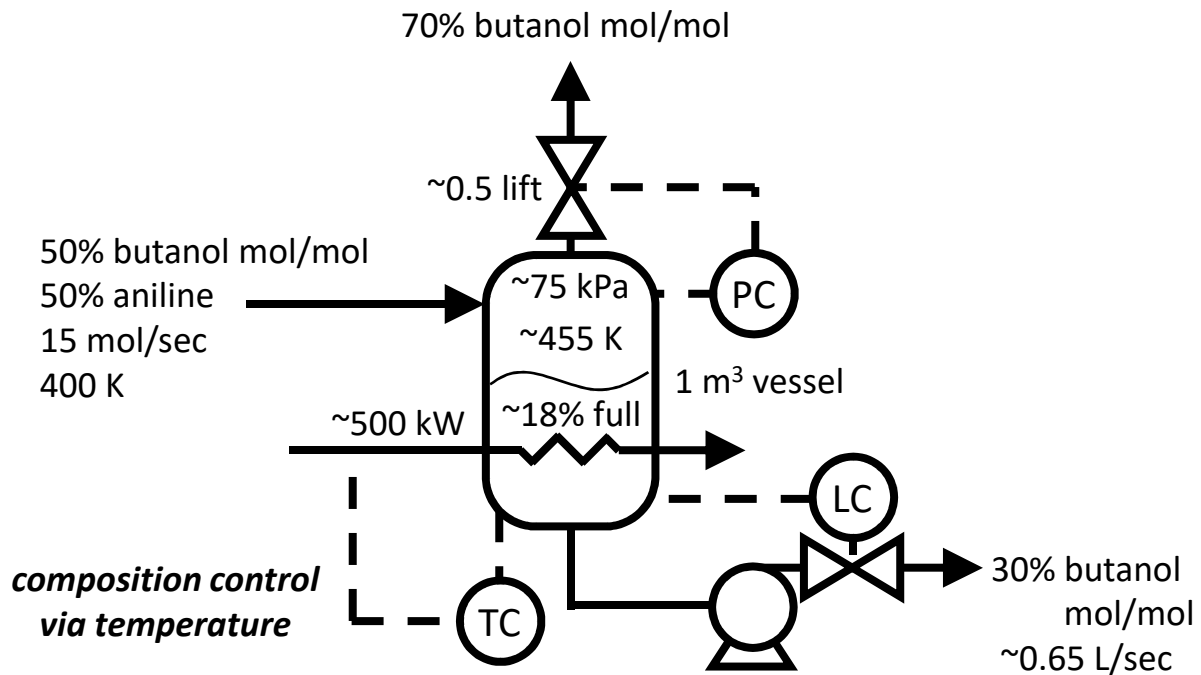 70% butanol mol/mol
~0.5 lift
50% butanol mol/mol
50% aniline
15 mol/sec
400 K
~75 kPa
~455 K
PC
1 m³ vessel
~500 kW
~18% full
LC
composition control
via temperature
TC
30% butanol
mol/mol
~0.65 L/sec